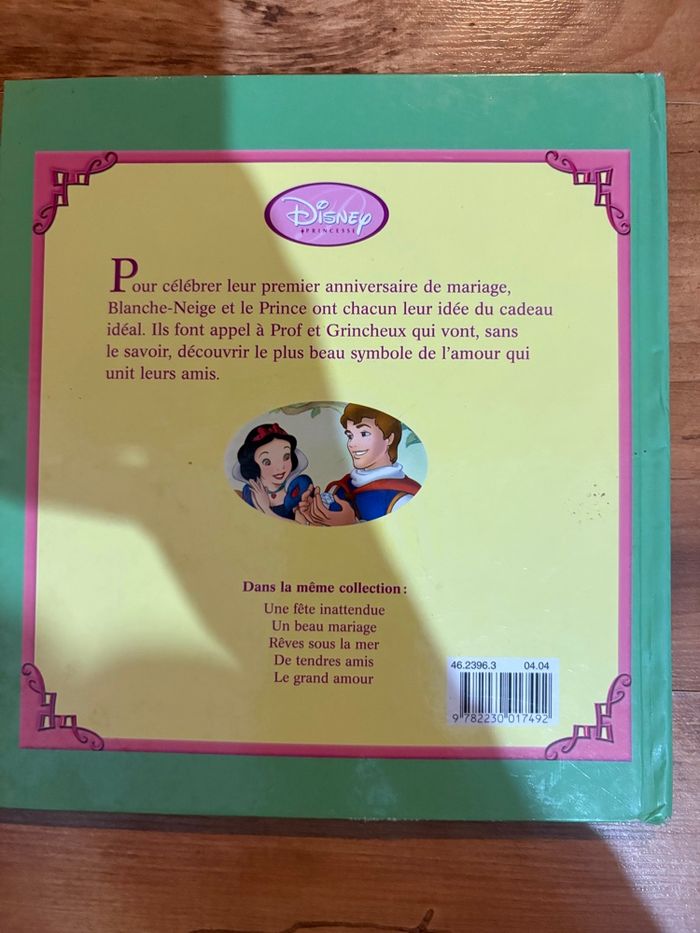 DISNEY
PRINCESSE
Pour célébrer leur premier anniversaire de mariage,
Blanche-Neige et le Prince ont chacun leur idée du cadeau
idéal. Ils font appel à Prof et Grincheux qui vont, sans
le savoir, découvrir le plus beau symbole de l'amour qui
unit leurs amis.
Dans la même collection :
Une fête inattendue
Un beau mariage
Rêves sous la mer
De tendres amis
Le grand amour
46.2396.3 04.04
9 782230 017492